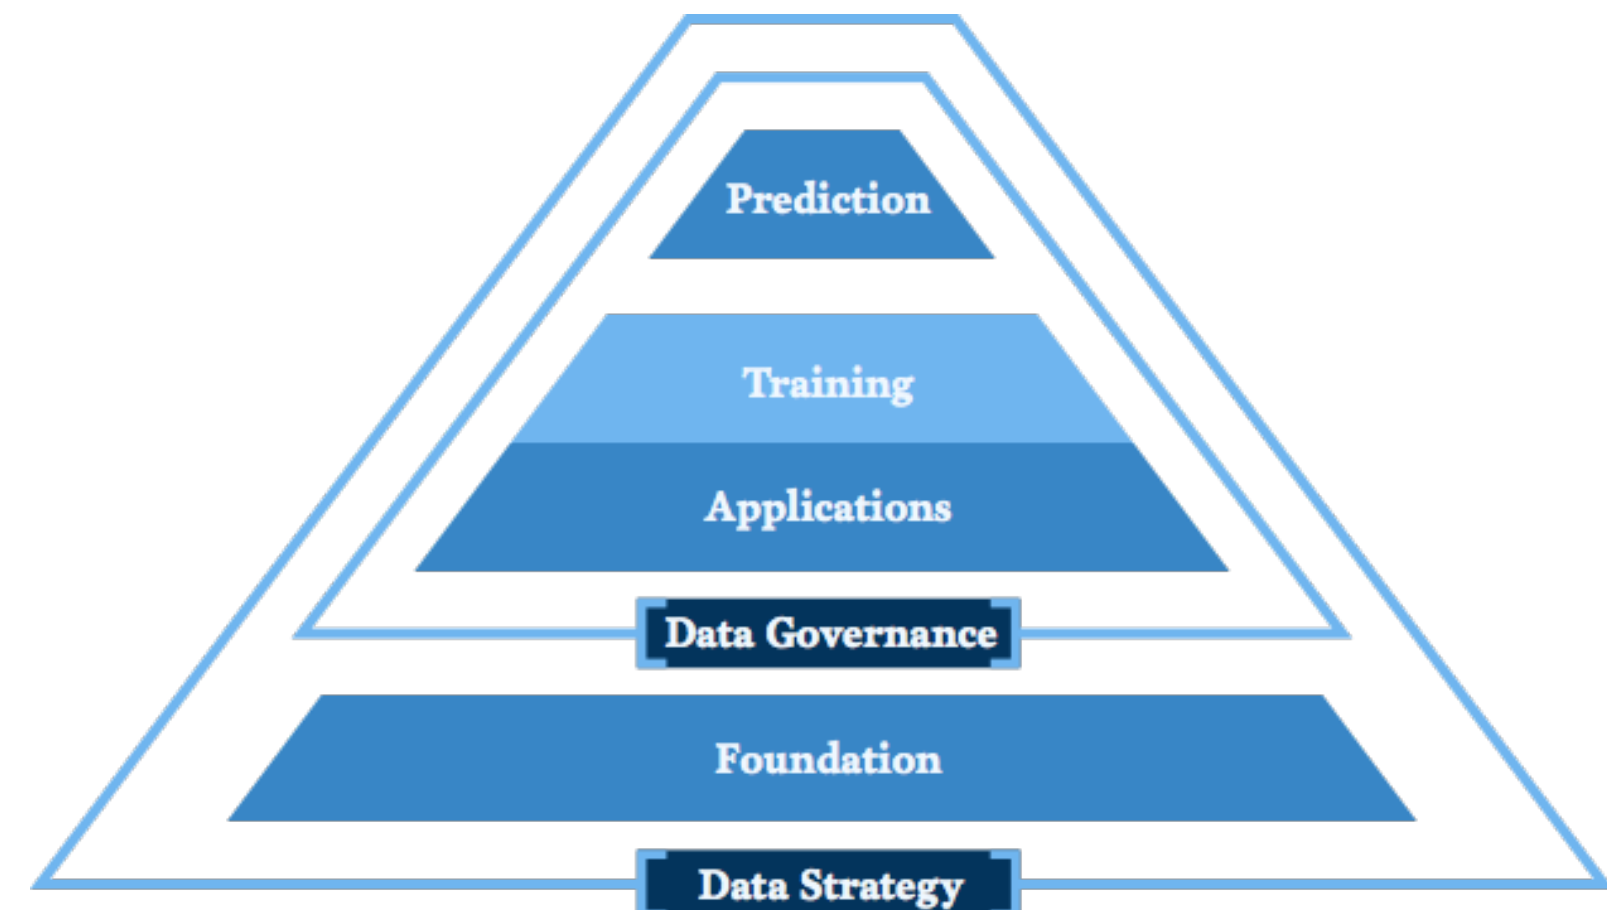 Prediction
Training
Applications
Data Governance
Foundation
Data Strategy